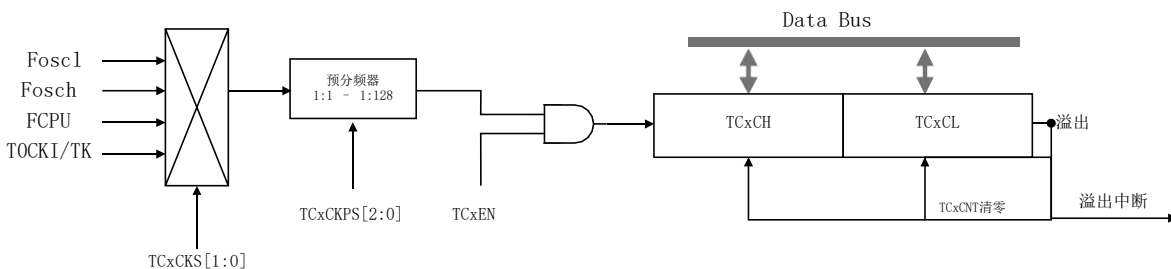 Data Bus
Foscl
Fosch
FCPU
TOCKI/TK
预分频器
1:1 - 1:128
TCxCH
TCxCL
溢出
TCxCKPS[2:0]
TCxEN
TCxCNT清零
溢出中断
TCxCKS[1:0]